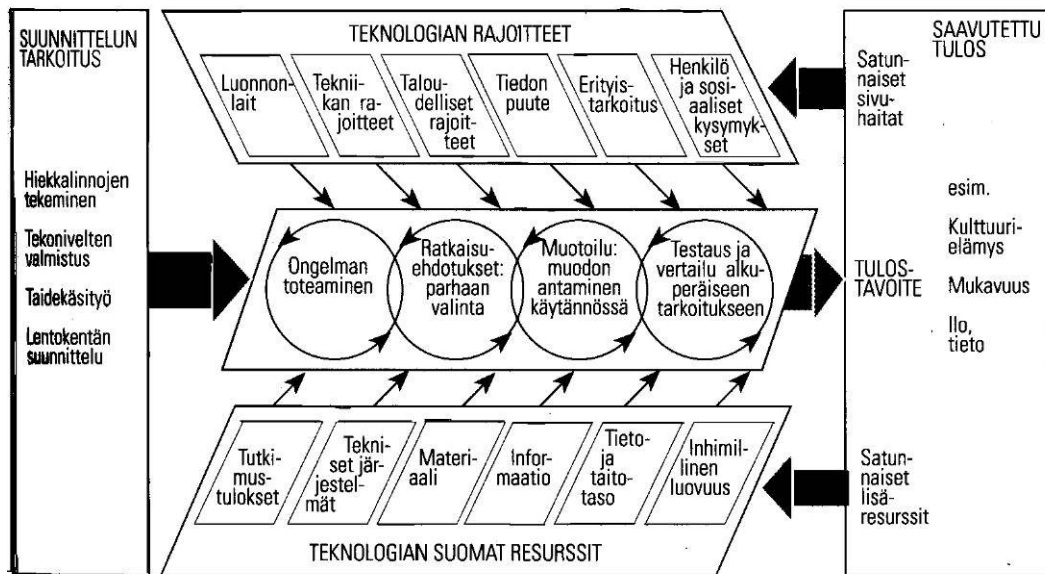 SUUNNITTELUN
TARKOITUS
Hiekkalinnojen
tekeminen
Tekonivelten
valmistus
Taidekäsityö
Lentokentän
suunnittelu
TEKNOLOGIAN RAJOITTEET
Luonnon-
lait
Teknii-
kan ra-
joitteet
Talou-
delliset
rajoit-
teet
Tiedon
puute
Erityis-
tarkoitus
Henkilö
ja sosi-
aaliset
kysymyk-
set
Ongelman
toteaminen
Ratkaisu-
ehdotukset:
parhaan
valinta
Muotoilu:
muodon
antaminen
käytännössä
Testaus ja
vertailu alku-
peräiseen
tarkoitukseen
Tutki-
mus-
tulokset
Tekni-
set jär-
jestel-
mät
Materi-
aali
Infor-
maatio
Tieto-
ja
taito-
taso
Inhimil-
linen
luovuus
TEKNOLOGIAN SUOMAT RESURSSIT
SAAVUTETTU
TULOS
Satun-
naiset
sivu-
haitat
TULOS-
TAVOITE
esim.
Kulttuuri-
elämys
Mukavuus
Ilo,
tieto
Satun-
naiset
lisä-
resurssit